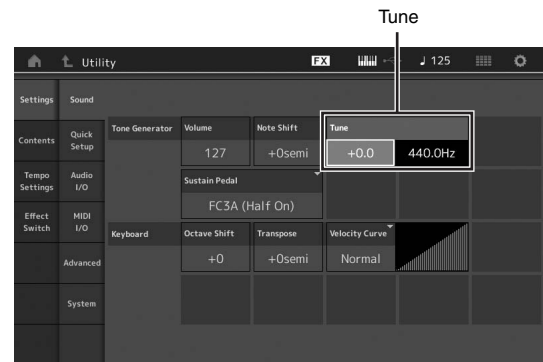 Tune
Utility
FX
♩ 125
Settings
Sound
Contents
Quick
Setup
Tempo
Settings
Audio
I/O
Effect
Switch
MIDI
I/O
Advanced
System
Tone Generator
Volume
127
Note Shift
+0semi
Tune
+0.0
440.0Hz
Sustain Pedal
FC3A (Half On)
Keyboard
Octave Shift
+0
Transpose
+0semi
Velocity Curve
Normal